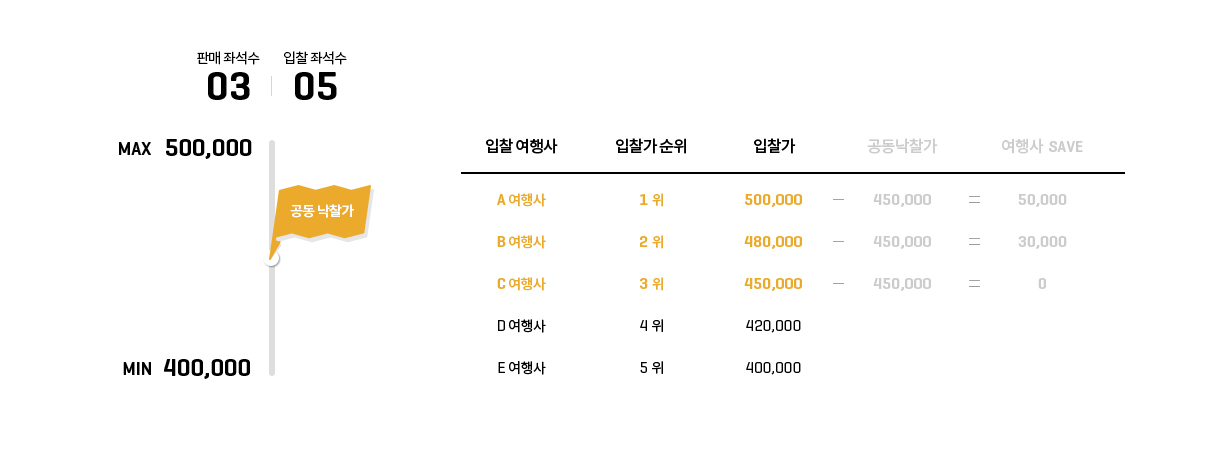 판매 좌석수 입찰 좌석수
03 05
MAX 500,000
공동 낙찰가
MIN 400,000
입찰 여행사 입찰가 순위 입찰가 공동낙찰가 여행사 SAVE
A 여행사 1 위 500,000 — 450,000 = 50,000
B 여행사 2 위 480,000 — 450,000 = 30,000
C 여행사 3 위 450,000 — 450,000 = 0
D 여행사 4 위 420,000
E 여행사 5 위 400,000